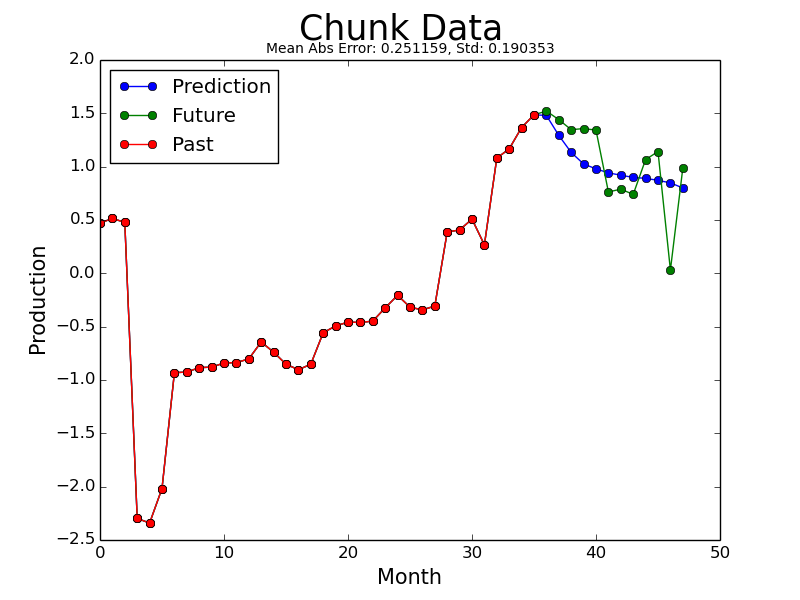 Chunk Data
Mean Abs Error: 0.251159, Std: 0.190353
Prediction
Future
Past
2.0
1.5
1.0
0.5
0.0
−0.5
−1.0
−1.5
−2.0
−2.5
Production
0 10 20 30 40 50
Month